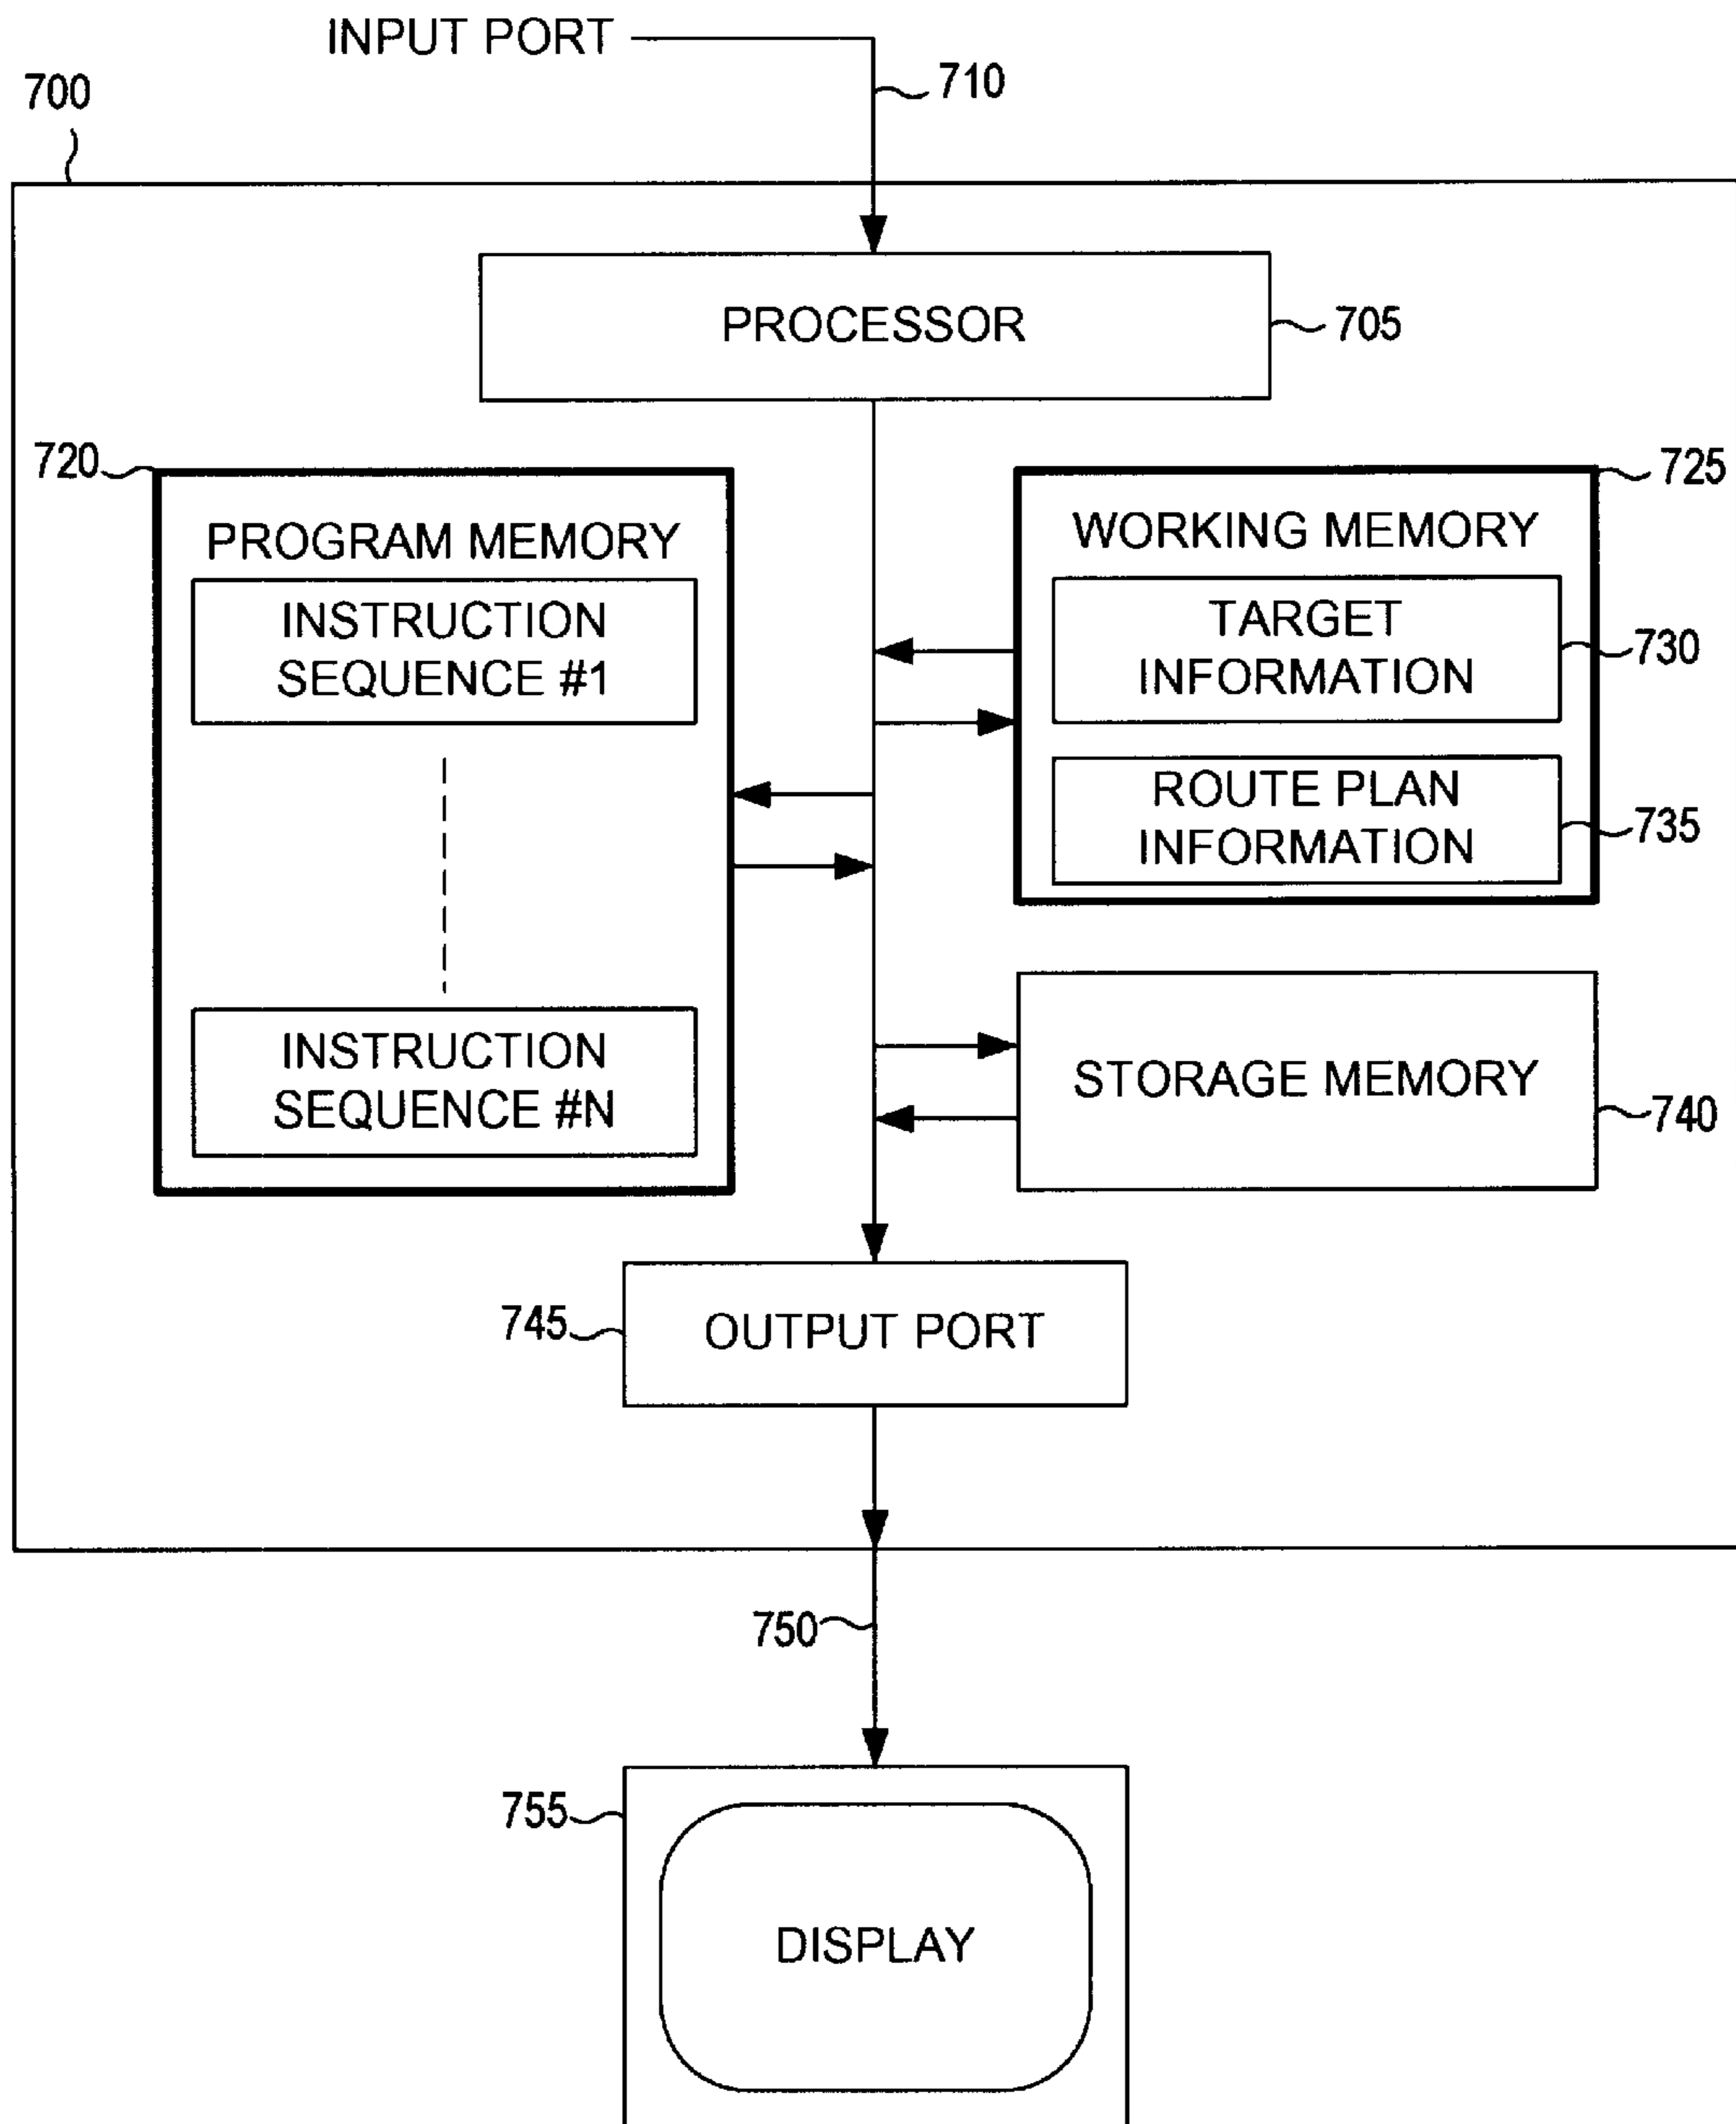 INPUT PORT
710
700
PROCESSOR
705
720
725
PROGRAM MEMORY
WORKING MEMORY
INSTRUCTION
SEQUENCE #1
TARGET
INFORMATION
730
ROUTE PLAN
INFORMATION
735
INSTRUCTION
SEQUENCE #N
STORAGE MEMORY
740
745
OUTPUT PORT
750
755
DISPLAY